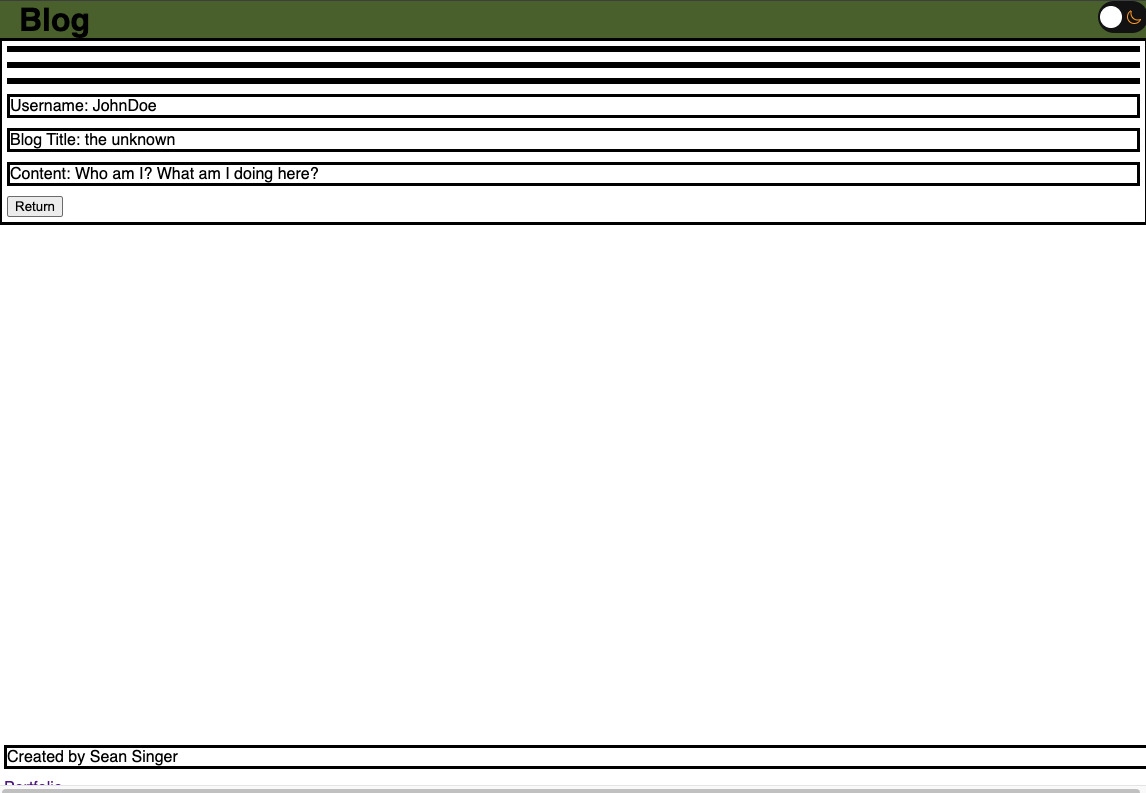 Blog
Username: JohnDoe
Blog Title: the unknown
Content: Who am I? What am I doing here?
Return
Created by Sean Singer
Portfolio